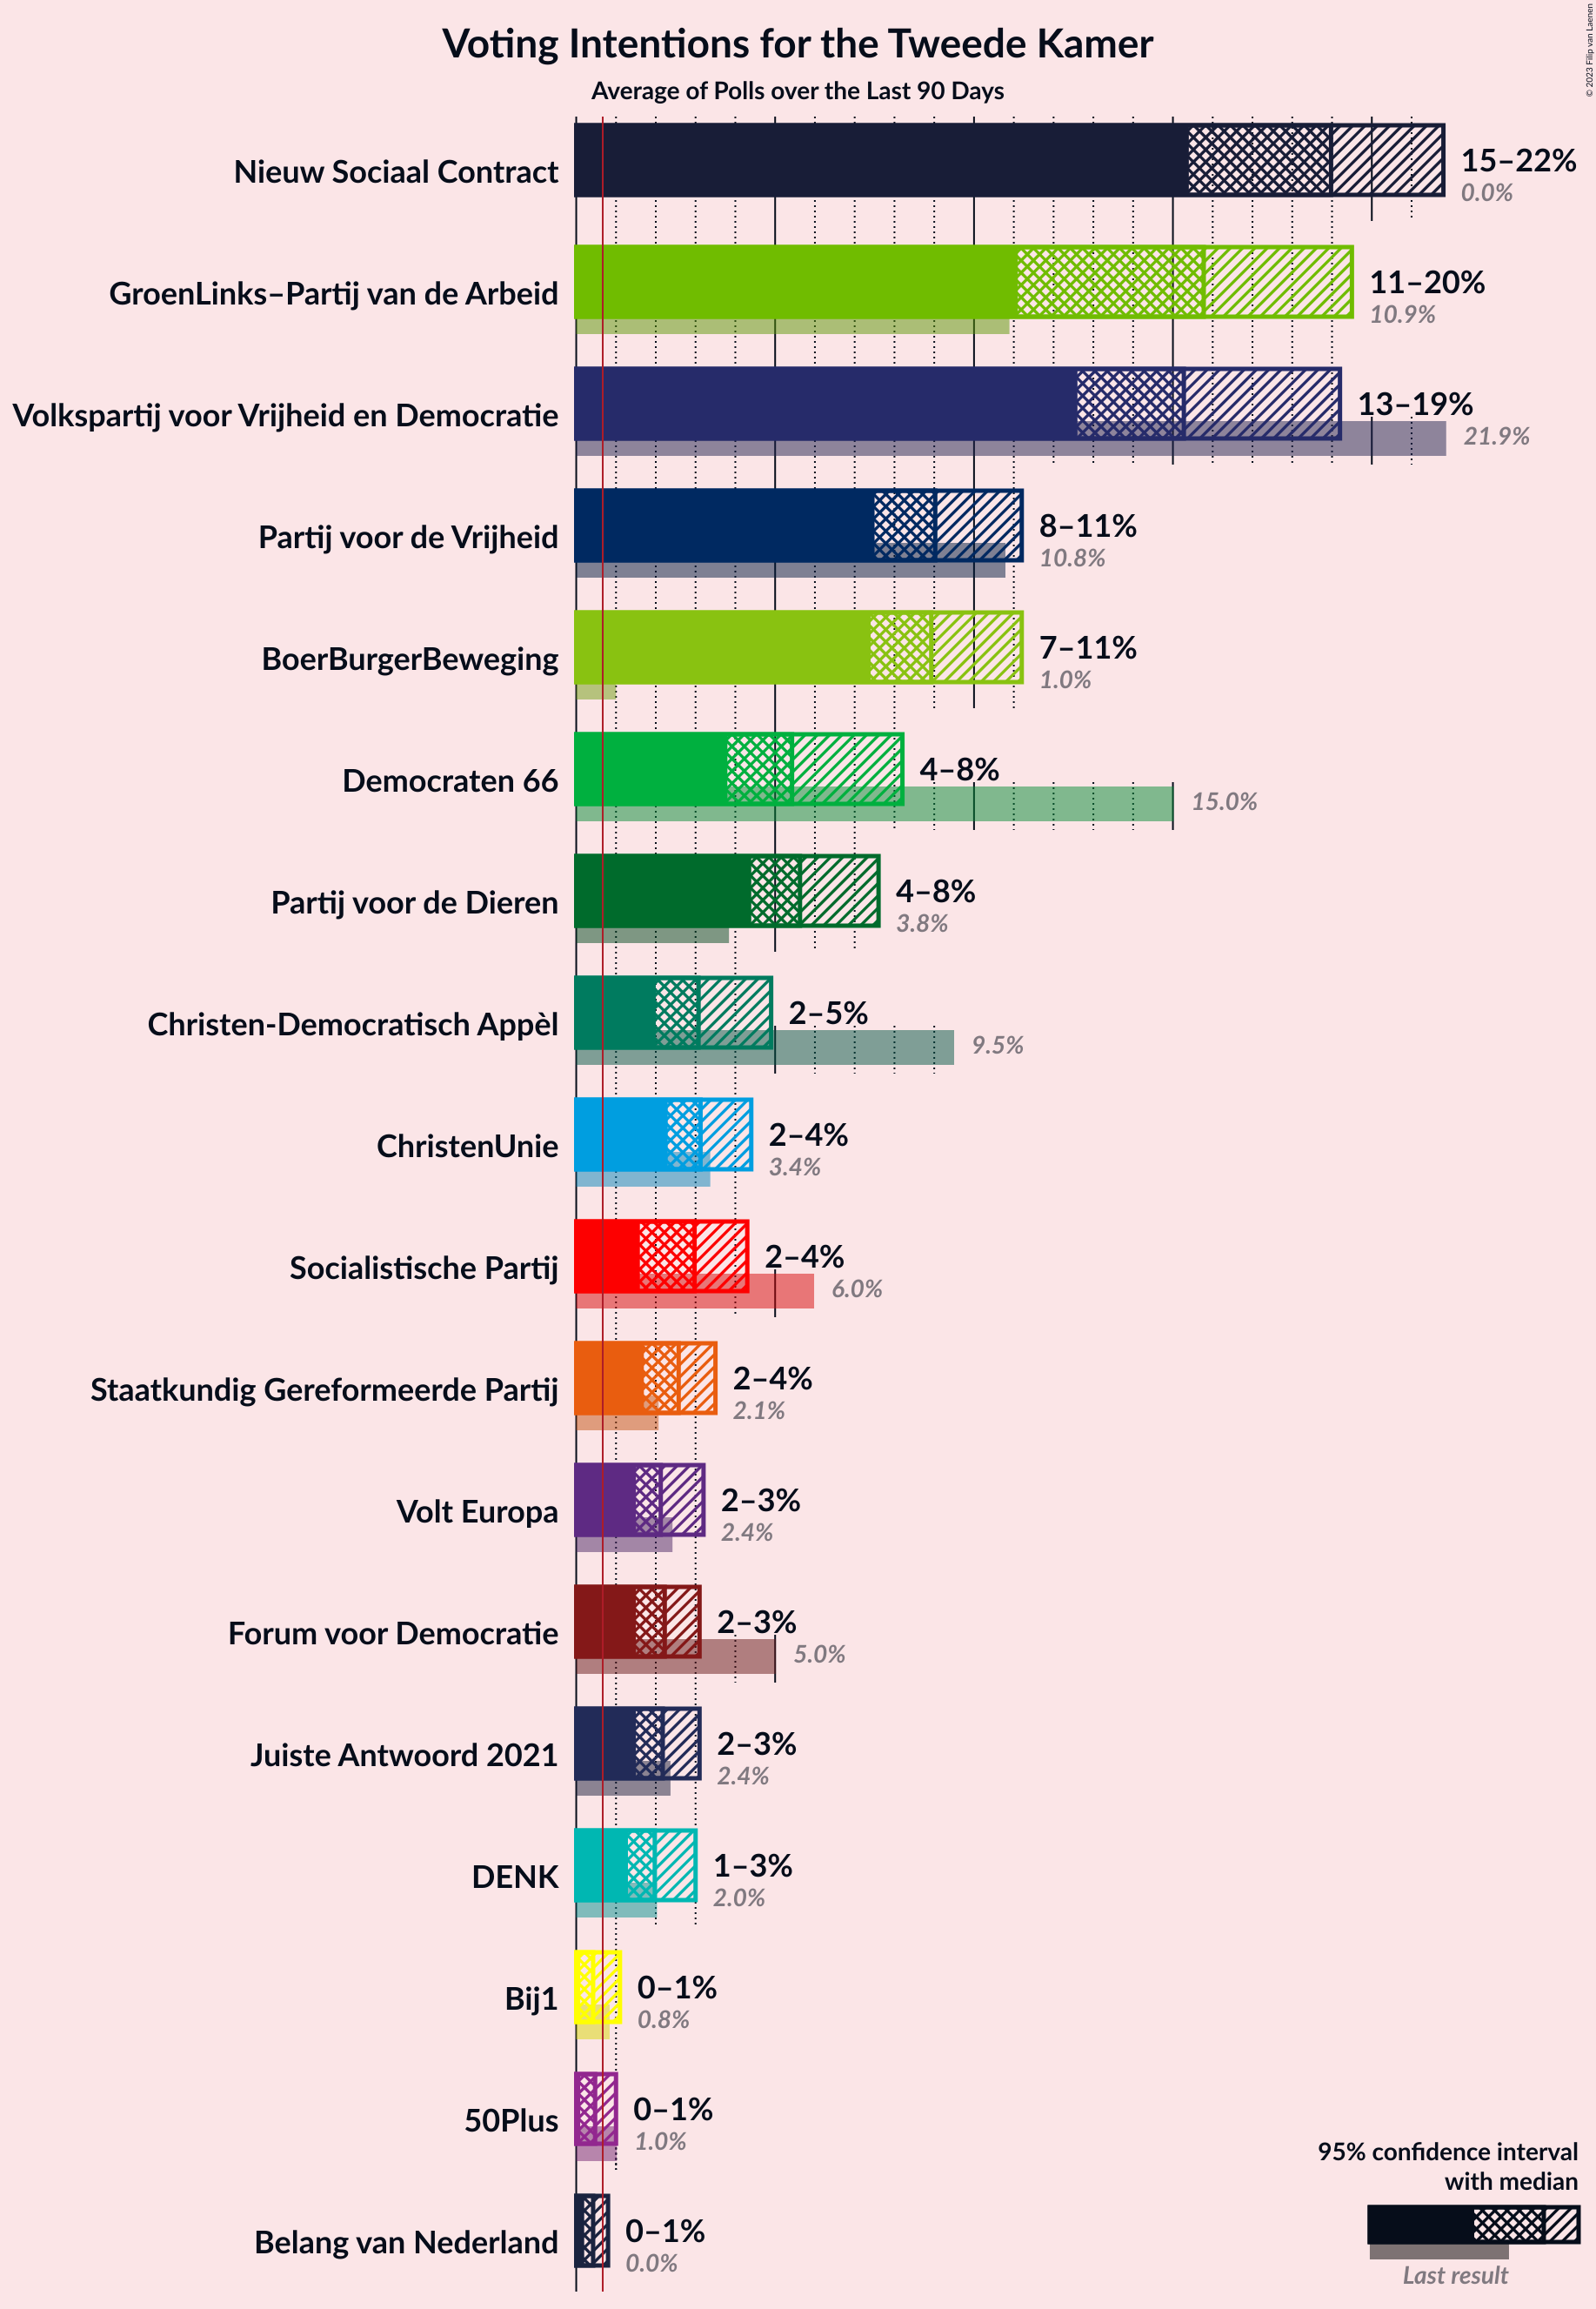 © 2023 Filip van Laenen
Voting Intentions for the Tweede Kamer
Average of Polls over the Last 90 Days
Nieuw Sociaal Contract
15–22%
0.0%
GroenLinks–Partij van de Arbeid
11–20%
10.9%
Volkspartij voor Vrijheid en Democratie
13–19%
21.9%
Partij voor de Vrijheid
8–11%
10.8%
BoerBurgerBeweging
7–11%
1.0%
Democraten 66
4–8%
15.0%
Partij voor de Dieren
4–8%
3.8%
Christen-Democratisch Appèl
2–5%
9.5%
ChristenUnie
2–4%
3.4%
Socialistische Partij
2–4%
6.0%
Staatkundig Gereformeerde Partij
2–4%
2.1%
Volt Europa
2–3%
2.4%
Forum voor Democratie
2–3%
5.0%
Juiste Antwoord 2021
2–3%
2.4%
DENK
1–3%
2.0%
Bij1
0–1%
0.8%
50Plus
0–1%
1.0%
Belang van Nederland
0–1%
0.0%
95% confidence interval
with median
Last result